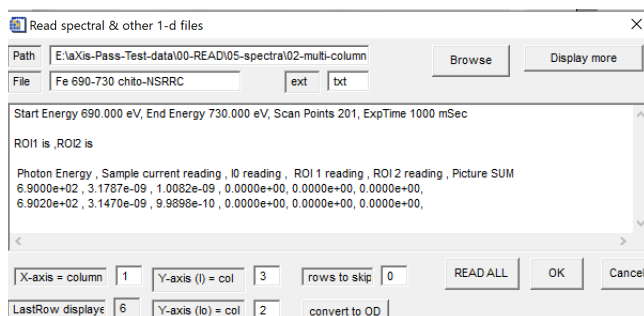 Read spectral & other 1-d files
Path E:\aXis-Pass-Test-data\00-READ\05-spectra\02-multi-column Browse Display more
File Fe 690-730 chito-NSRRC ext txt
Start Energy 690.000 eV, End Energy 730.000 eV, Scan Points 201, ExpTime 1000 mSec
ROI1 is ,ROI2 is
Photon Energy , Sample current reading , I0 reading , ROI 1 reading , ROI 2 reading , Picture SUM
6.9000e+02 , 3.1787e-09 , 1.0082e-09 , 0.0000e+00, 0.0000e+00, 0.0000e+00,
6.9020e+02 , 3.1470e-09 , 9.9898e-10 , 0.0000e+00, 0.0000e+00, 0.0000e+00,
X-axis = column 1 Y-axis (I) = col 3 rows to skip 0 READ ALL OK Cancel
LastRow displaye 6 Y-axis (Io) = col 2 convert to OD